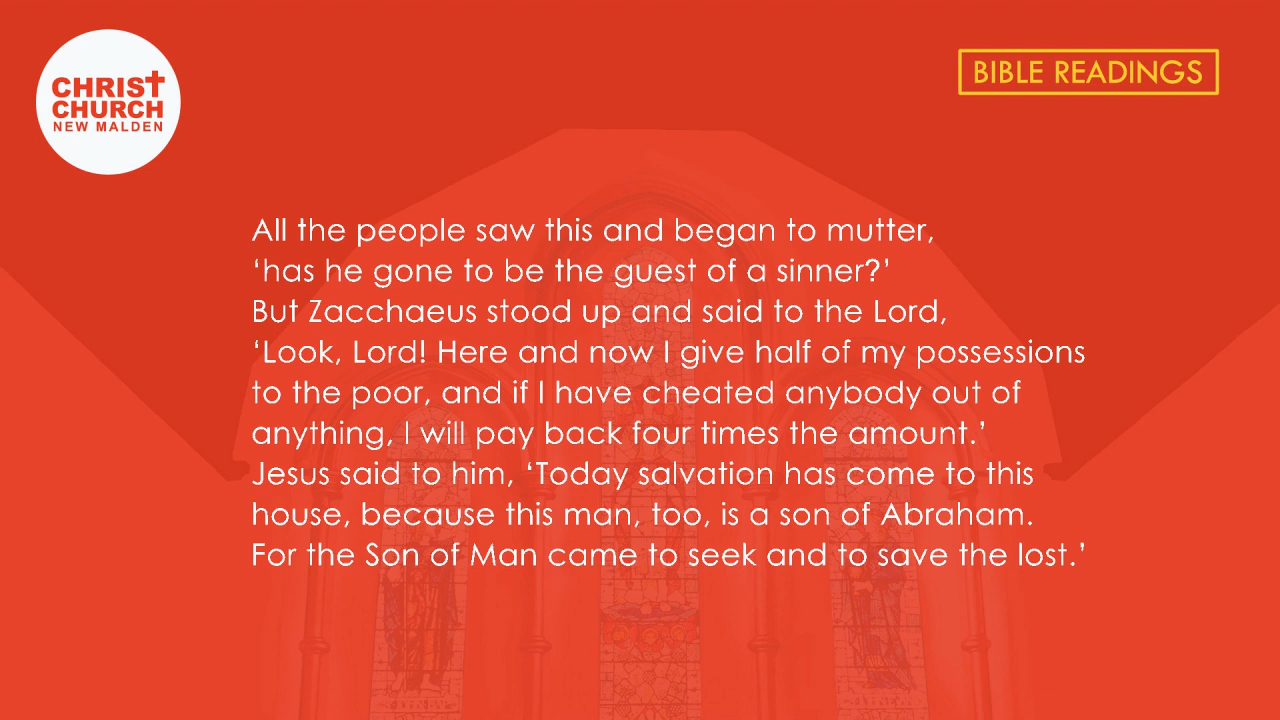 CHRIST
CHURCH
NEW MALDEN
BIBLE READINGS
All the people saw this and began to mutter,
‘has he gone to be the guest of a sinner?’
But Zacchaeus stood up and said to the Lord,
‘Look, Lord! Here and now I give half of my possessions
to the poor, and if I have cheated anybody out of
anything, I will pay back four times the amount.’
Jesus said to him, ‘Today salvation has come to this
house, because this man, too, is a son of Abraham.
For the Son of Man came to seek and to save the lost.’